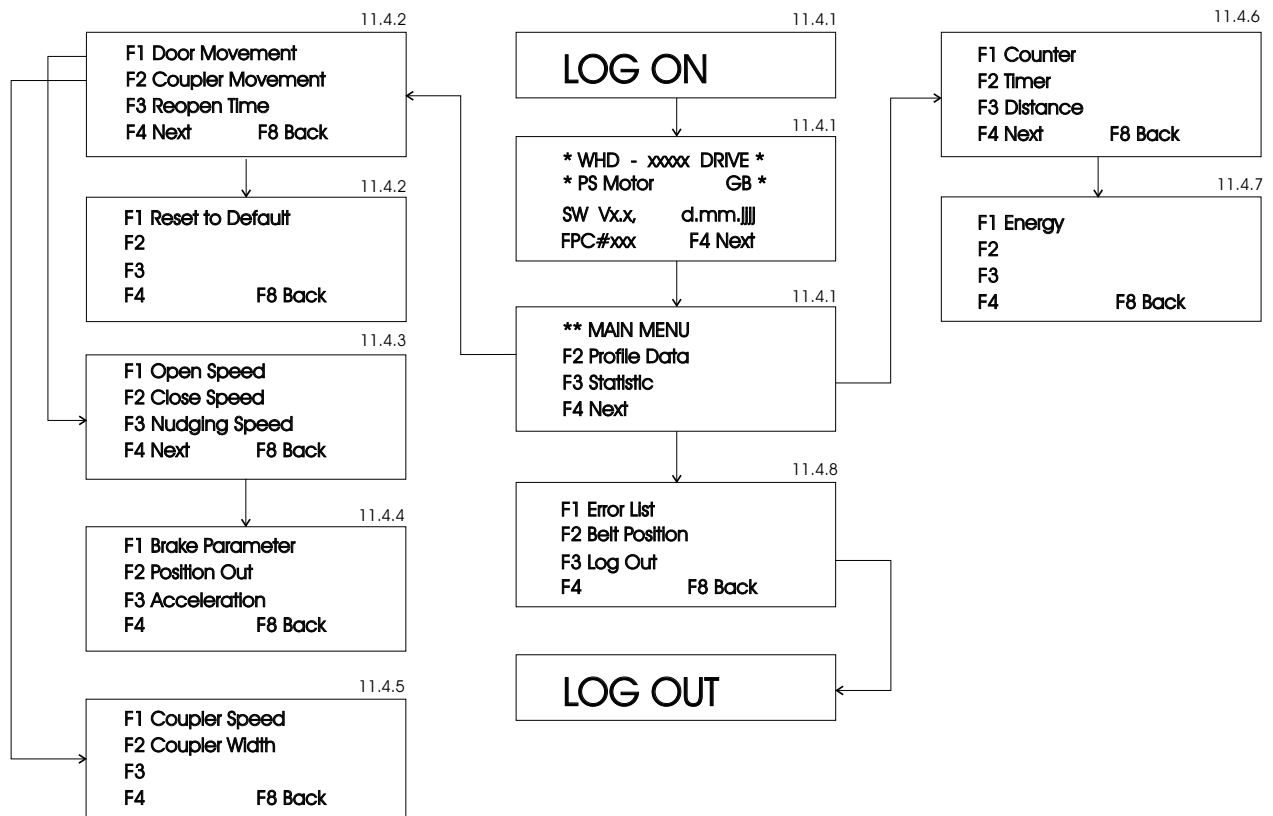 11.4.2
F1 Door Movement
F2 Coupler Movement
F3 Reopen Time
F4 Next F8 Back
11.4.2
F1 Reset to Default
F2
F3
F4 F8 Back
11.4.3
F1 Open Speed
F2 Close Speed
F3 Nudging Speed
F4 Next F8 Back
11.4.4
F1 Brake Parameter
F2 Position Out
F3 Acceleration
F4 F8 Back
11.4.5
F1 Coupler Speed
F2 Coupler Width
F3
F4 F8 Back
11.4.1
LOG ON
11.4.1
* WHD - xxxxx DRIVE *
* PS Motor GB *
SW Vx.x, d.mm.jjjj
FPC#xxx F4 Next
11.4.1
** MAIN MENU
F2 Profile Data
F3 Statistic
F4 Next
11.4.8
F1 Error List
F2 Belt Position
F3 Log Out
F4 F8 Back
LOG OUT
11.4.6
F1 Counter
F2 Timer
F3 Distance
F4 Next F8 Back
11.4.7
F1 Energy
F2
F3
F4 F8 Back